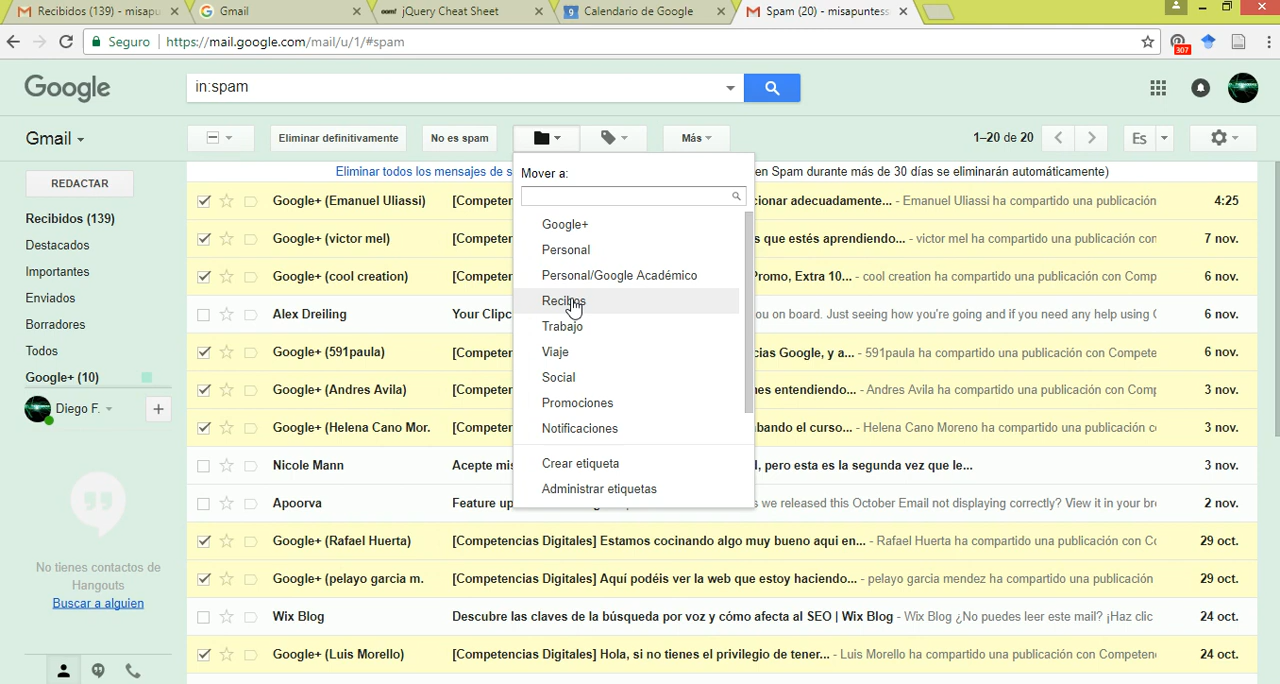 Recibidos (139) - misapu
Gmail
jQuery Cheat Sheet
Calendario de Google
Spam (20) - misapuntess
Seguro
https://mail.google.com/mail/u/1/#spam
307
Google
in:spam
Gmail
Eliminar definitivamente
No es spam
Más
1–20 de 20
Es
REDACTAR
Recibidos (139)
Destacados
Importantes
Enviados
Borradores
Todos
Google+ (10)
Diego F.
No tienes contactos de
Hangouts
Buscar a alguien
Eliminar todos los mensajes de s en Spam durante más de 30 días se eliminarán automáticamente)
Mover a:
Google+
Personal
Personal/Google Académico
Recibos
Trabajo
Viaje
Social
Promociones
Notificaciones
Crear etiqueta
Administrar etiquetas
Google+ (Emanuel Uliassi) [Competen cionar adecuadamente... - Emanuel Uliassi ha compartido una publicación 4:25
Google+ (victor mel) [Competen s que estés aprendiendo... - victor mel ha compartido una publicación con 7 nov.
Google+ (cool creation) [Competen Promo, Extra 10... - cool creation ha compartido una publicación con Comp 6 nov.
Alex Dreiling Your Clipc ou on board. Just seeing how you're going and if you need any help using 6 nov.
Google+ (591paula) [Competen cias Google, y a... - 591paula ha compartido una publicación con Compete 6 nov.
Google+ (Andres Avila) [Competen nes entendiendo... - Andres Avila ha compartido una publicación con Comp 3 nov.
Google+ (Helena Cano Mor. [Competen bando el curso... - Helena Cano Moreno ha compartido una publicación c 3 nov.
Nicole Mann Acepte mis l, pero esta es la segunda vez que le... 3 nov.
Apoorva Feature up s we released this October Email not displaying correctly? View it in your br 2 nov.
Google+ (Rafael Huerta) [Competencias Digitales] Estamos cocinando algo muy bueno aqui en... - Rafael Huerta ha compartido una publicación con Co 29 oct.
Google+ (pelayo garcia m. [Competencias Digitales] Aquí podéis ver la web que estoy haciendo... - pelayo garcia mendez ha compartido una publicación 29 oct.
Wix Blog Descubre las claves de la búsqueda por voz y cómo afecta al SEO | Wix Blog - Wix Blog ¿No puedes leer este mail? ¡Haz clic 24 oct.
Google+ (Luis Morello) [Competencias Digitales] Hola, si no tienes el privilegio de tener... - Luis Morello ha compartido una publicación con Competen 24 oct.